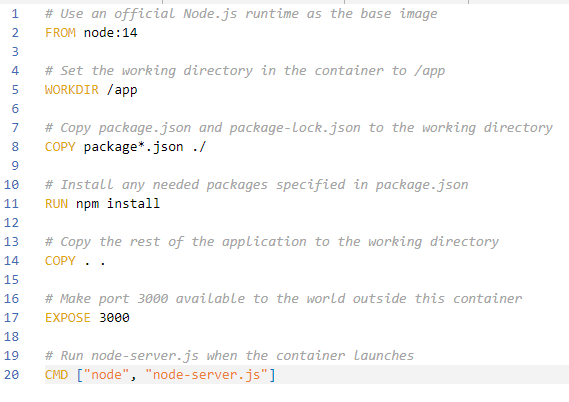 1 # Use an official Node.js runtime as the base image
2 FROM node:14
3
4 # Set the working directory in the container to /app
5 WORKDIR /app
6
7 # Copy package.json and package-lock.json to the working directory
8 COPY package*.json ./
9
10 # Install any needed packages specified in package.json
11 RUN npm install
12
13 # Copy the rest of the application to the working directory
14 COPY . .
15
16 # Make port 3000 available to the world outside this container
17 EXPOSE 3000
18
19 # Run node-server.js when the container launches
20 CMD ["node", "node-server.js"]